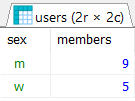 users (2r × 2c)
sex members
m 9
w 5